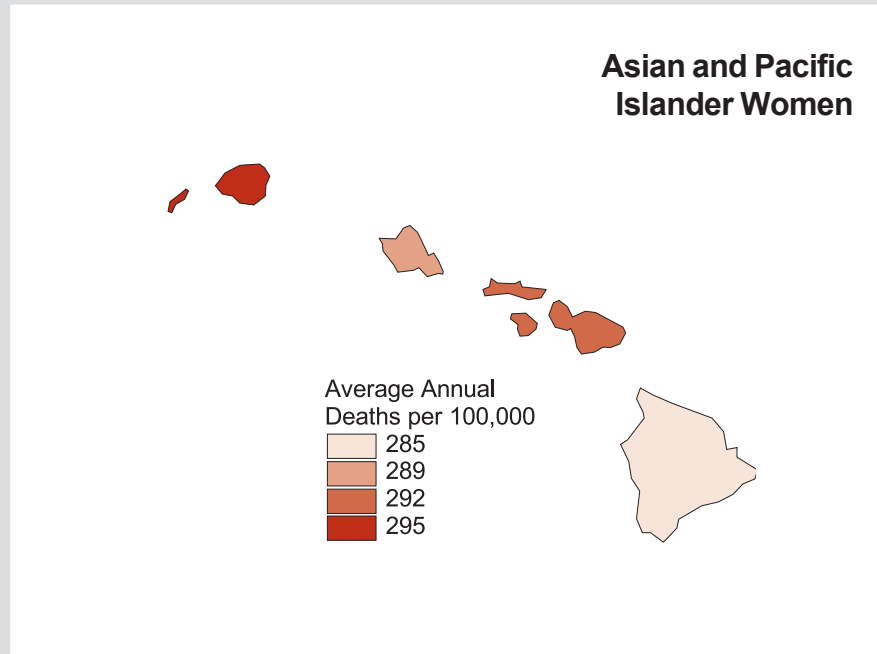 Asian and Pacific
Islander Women
Average Annual
Deaths per 100,000
285
289
292
295